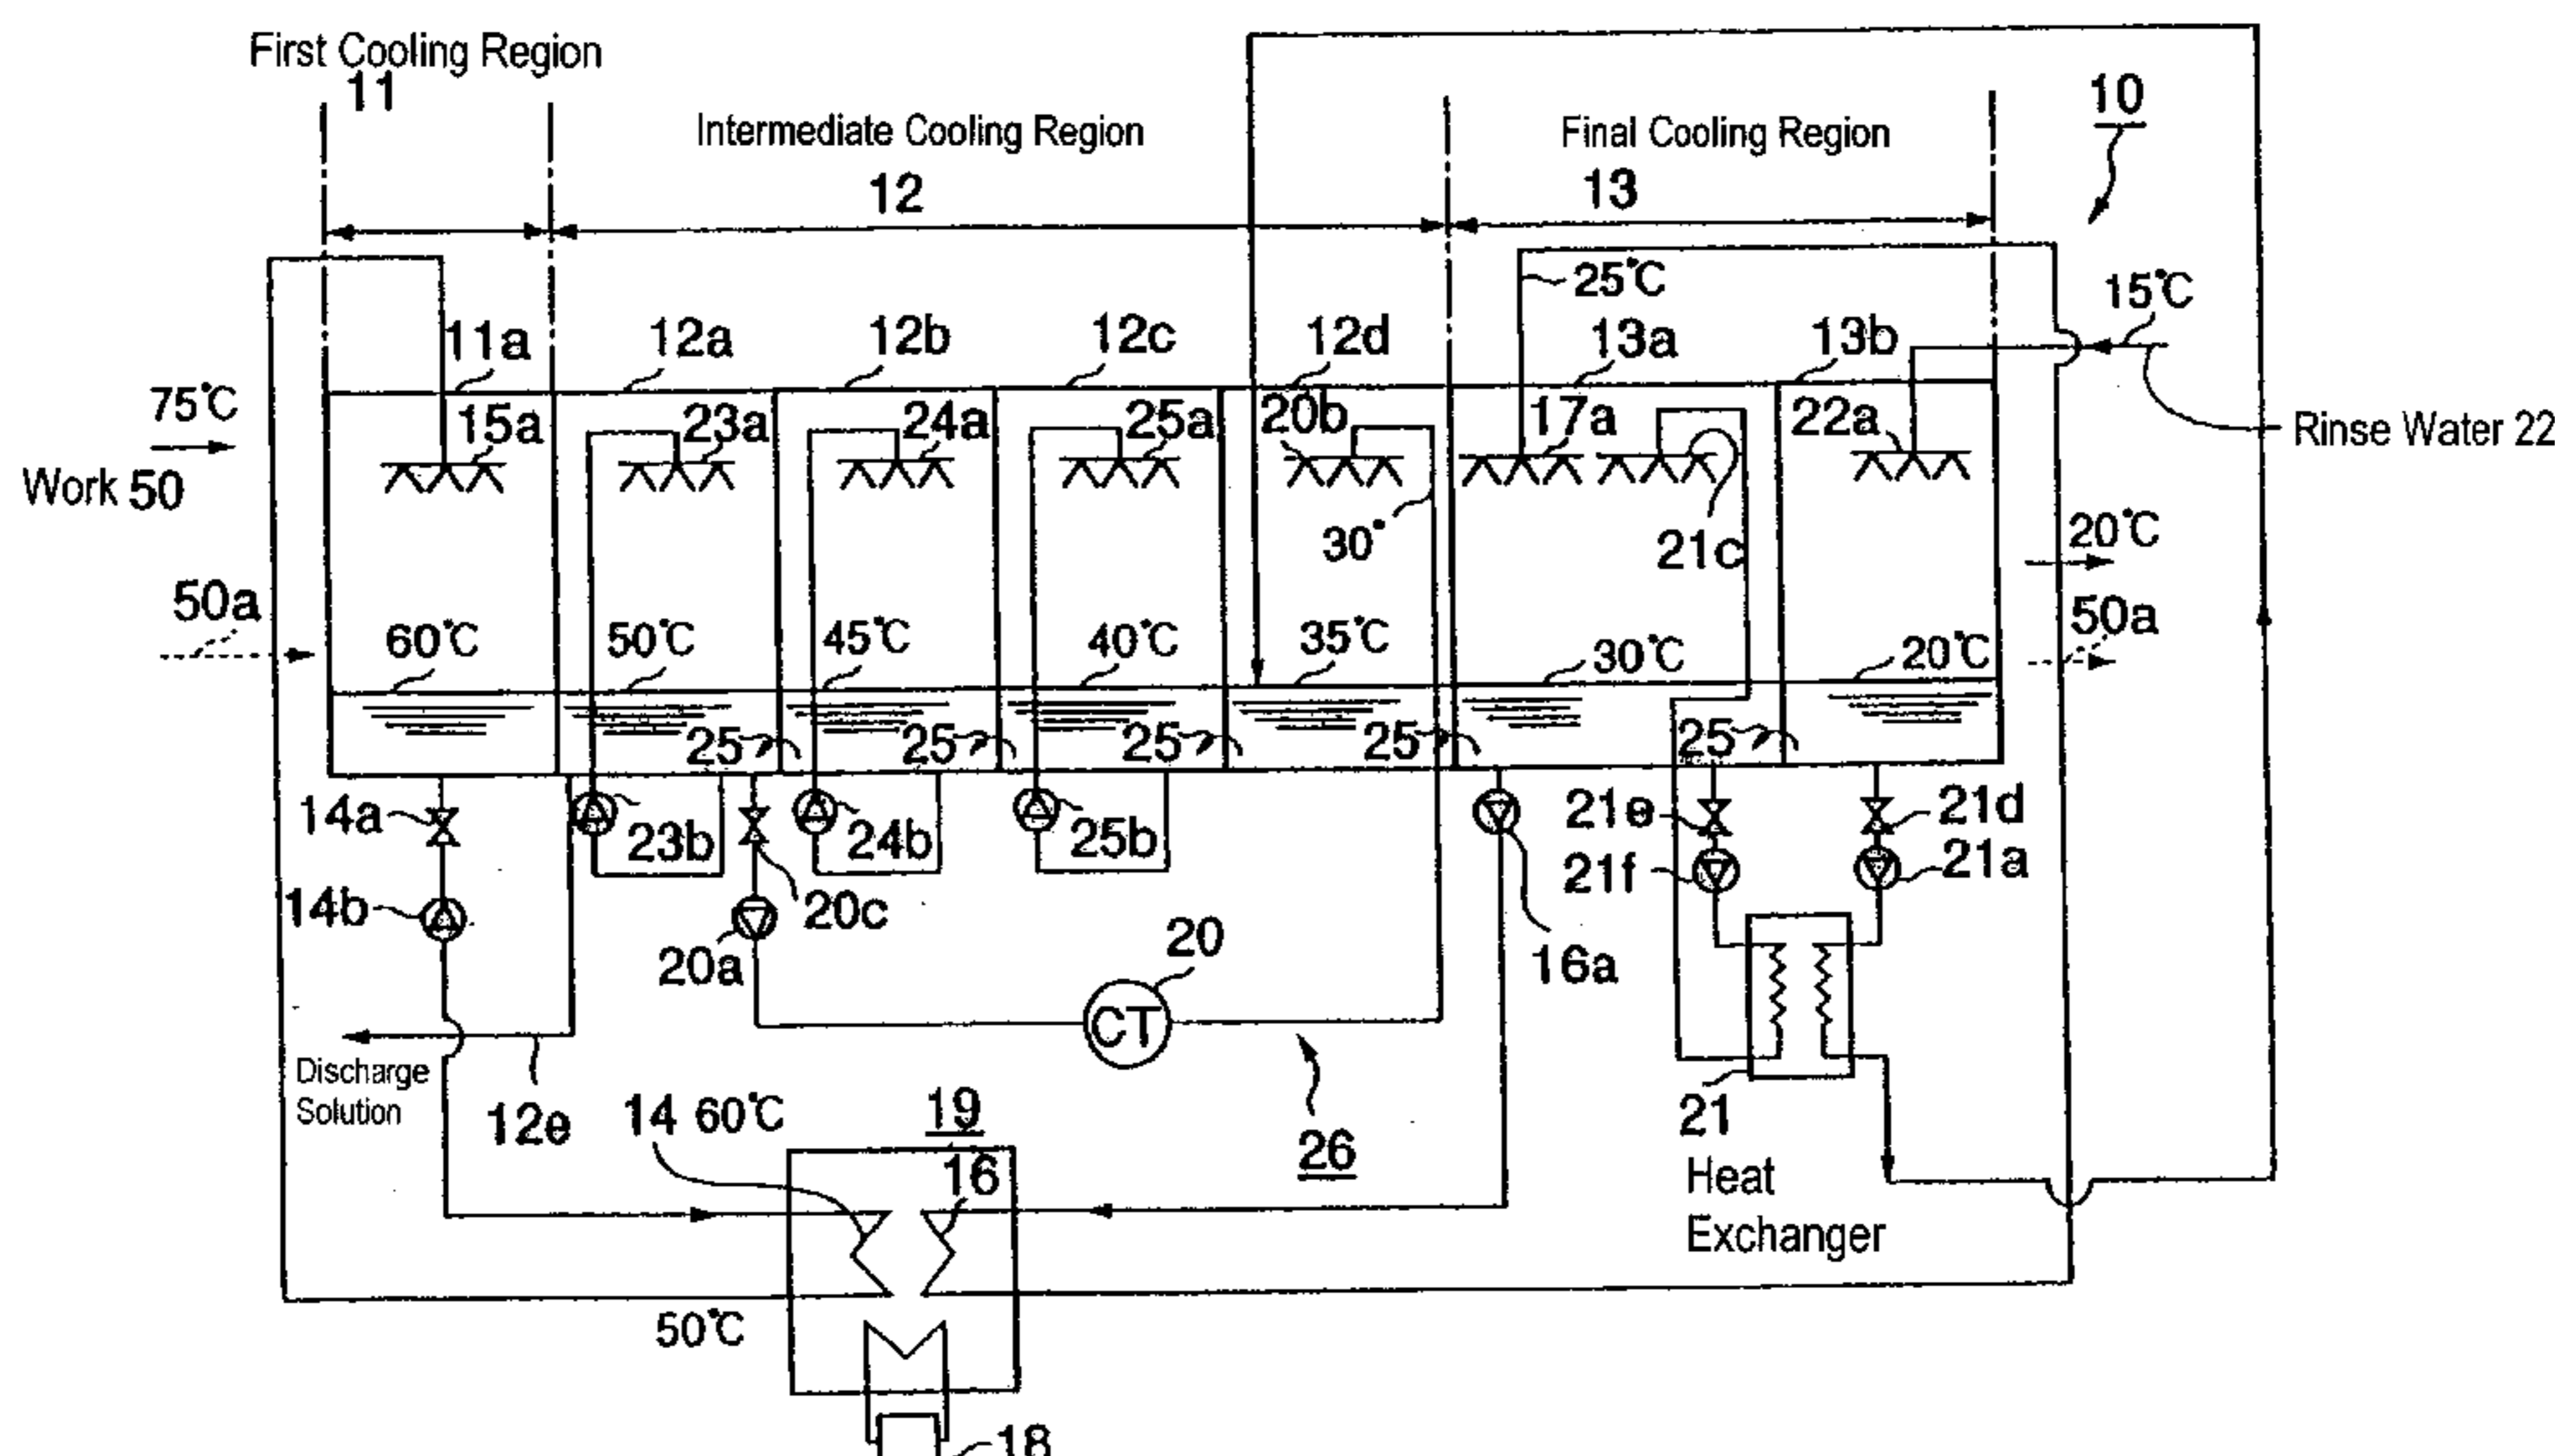 First Cooling Region
11
Intermediate Cooling Region
12
Final Cooling Region
13
10
25℃
15℃
11a
12a
12b
12c
12d
13a
13b
75℃
Work 50
15a
23a
24a
25a
20b
17a
22a
Rinse Water 22
30°
21c
20℃
50a
50a
60℃
50℃
45℃
40℃
35℃
30℃
20℃
25
25
25
25
25
14a
23b
24b
25b
21e
21d
14b
20c
21f
21a
20a
20
16a
CT
Discharge
Solution
12e
14 60℃
19
16
26
21
Heat
Exchanger
50℃
18